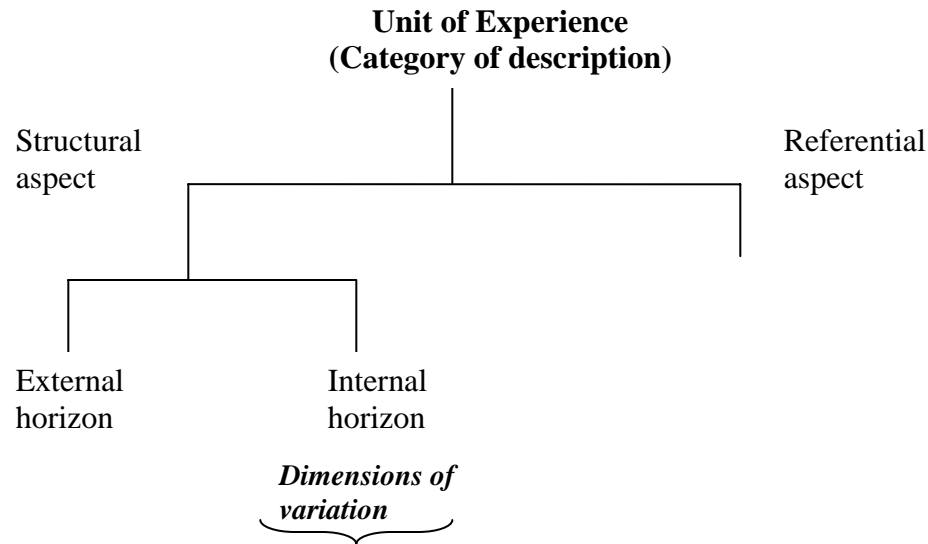 Unit of Experience
(Category of description)
Structural
aspect
Referential
aspect
External
horizon
Internal
horizon
Dimensions of
variation